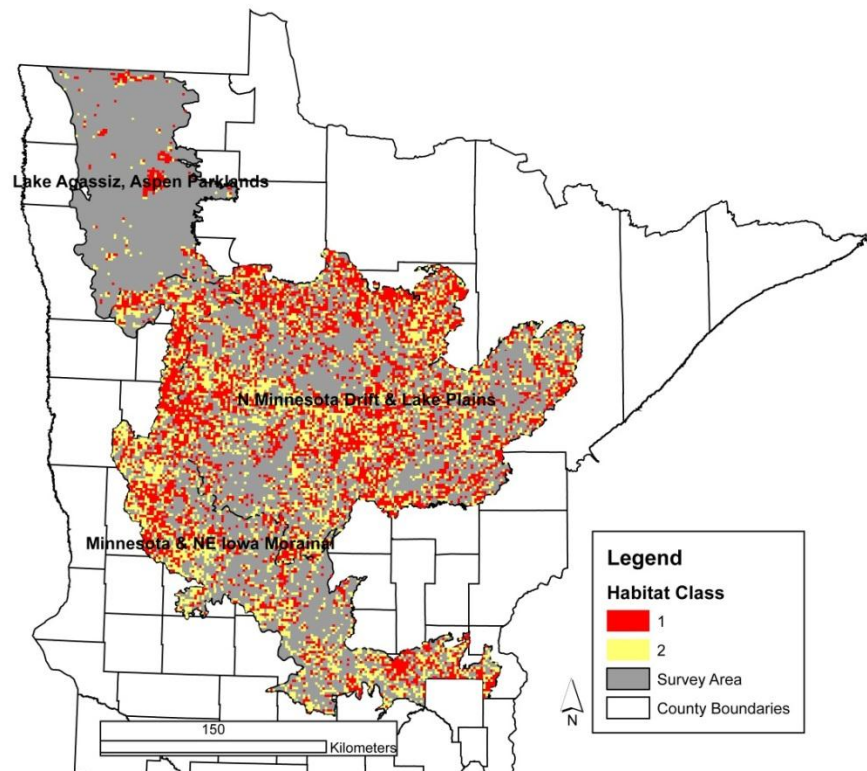 Lake Agassiz, Aspen Parklands
N Minnesota Drift & Lake Plains
Minnesota & NE Iowa Morainal
Legend
Habitat Class
1
2
Survey Area
County Boundaries
N
150
Kilometers